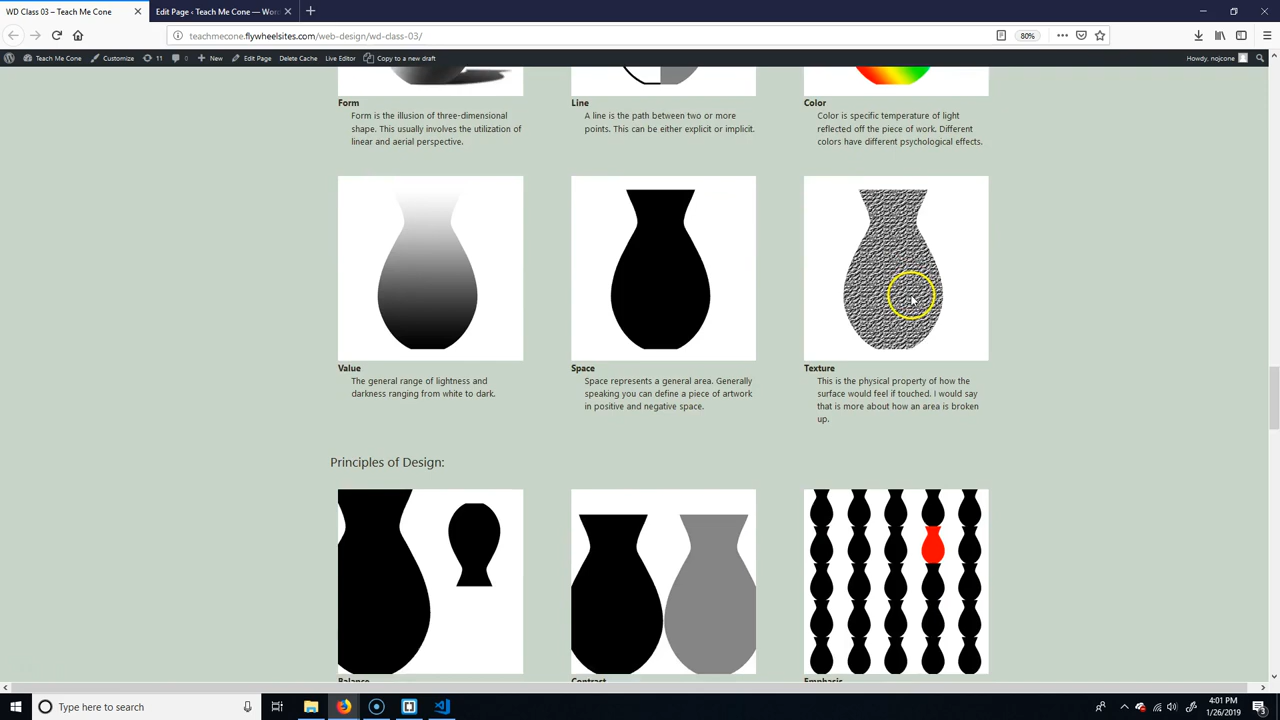 WD Class 03 – Teach Me Cone
Edit Page ‹ Teach Me Cone — Wor
teachmecone.flywheelsites.com/web-design/wd-class-03/
80%
Teach Me Cone
Customize
11
New
Edit Page
Delete Cache
Live Editor
Copy to a new draft
Howdy, nojcone
Form
Form is the illusion of three-dimensional
shape. This usually involves the utilization of
linear and aerial perspective.
Line
A line is the path between two or more
points. This can be either explicit or implicit.
Color
Color is specific temperature of light
reflected off the piece of work. Different
colors have different psychological effects.
Value
The general range of lightness and
darkness ranging from white to dark.
Space
Space represents a general area. Generally
speaking you can define a piece of artwork
in positive and negative space.
Texture
This is the physical property of how the
surface would feel if touched. I would say
that is more about how an area is broken
up.
Principles of Design:
Balance
Contrast
Emphasis
Type here to search
4:01 PM
1/26/2019
3